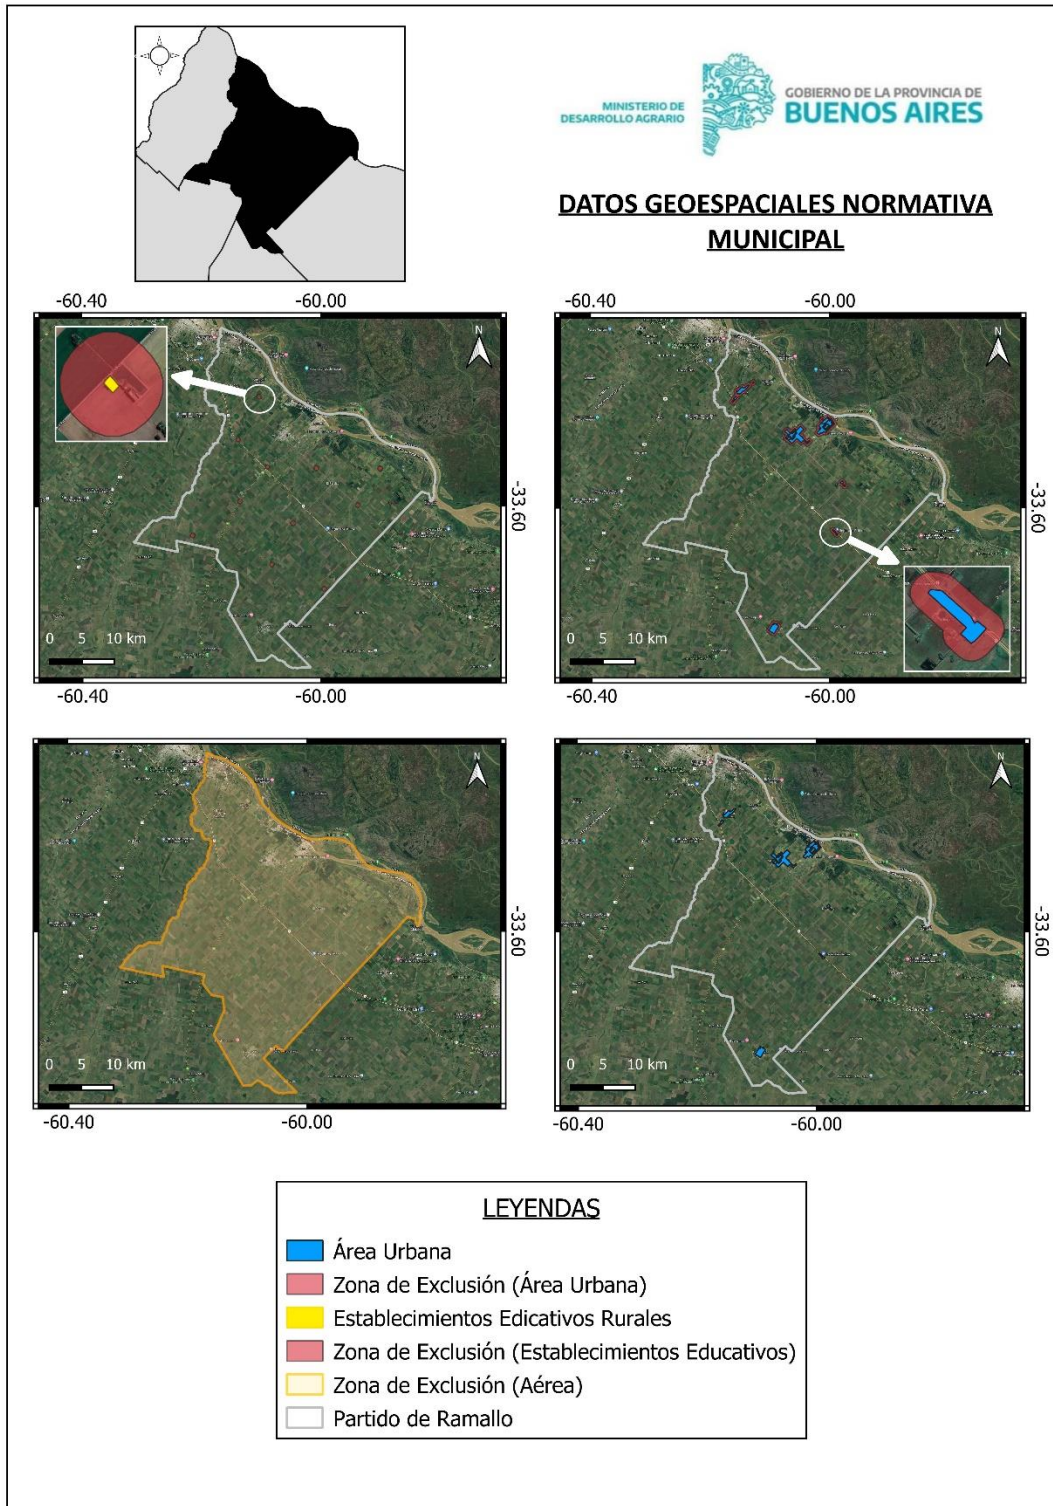 MINISTERIO DE
DESARROLLO AGRARIO
GOBIERNO DE LA PROVINCIA DE
BUENOS AIRES
DATOS GEOESPACIALES NORMATIVA
MUNICIPAL
-60.40 -60.00
-60.40 -60.00
N
N
-33.60
-33.60
0 5 10 km
0 5 10 km
-60.40 -60.00
-60.40 -60.00
N
N
-33.60
-33.60
0 5 10 km
0 5 10 km
-60.40 -60.00
-60.40 -60.00
LEYENDAS
Área Urbana
Zona de Exclusión (Área Urbana)
Establecimientos Edicativos Rurales
Zona de Exclusión (Establecimientos Educativos)
Zona de Exclusión (Aérea)
Partido de Ramallo